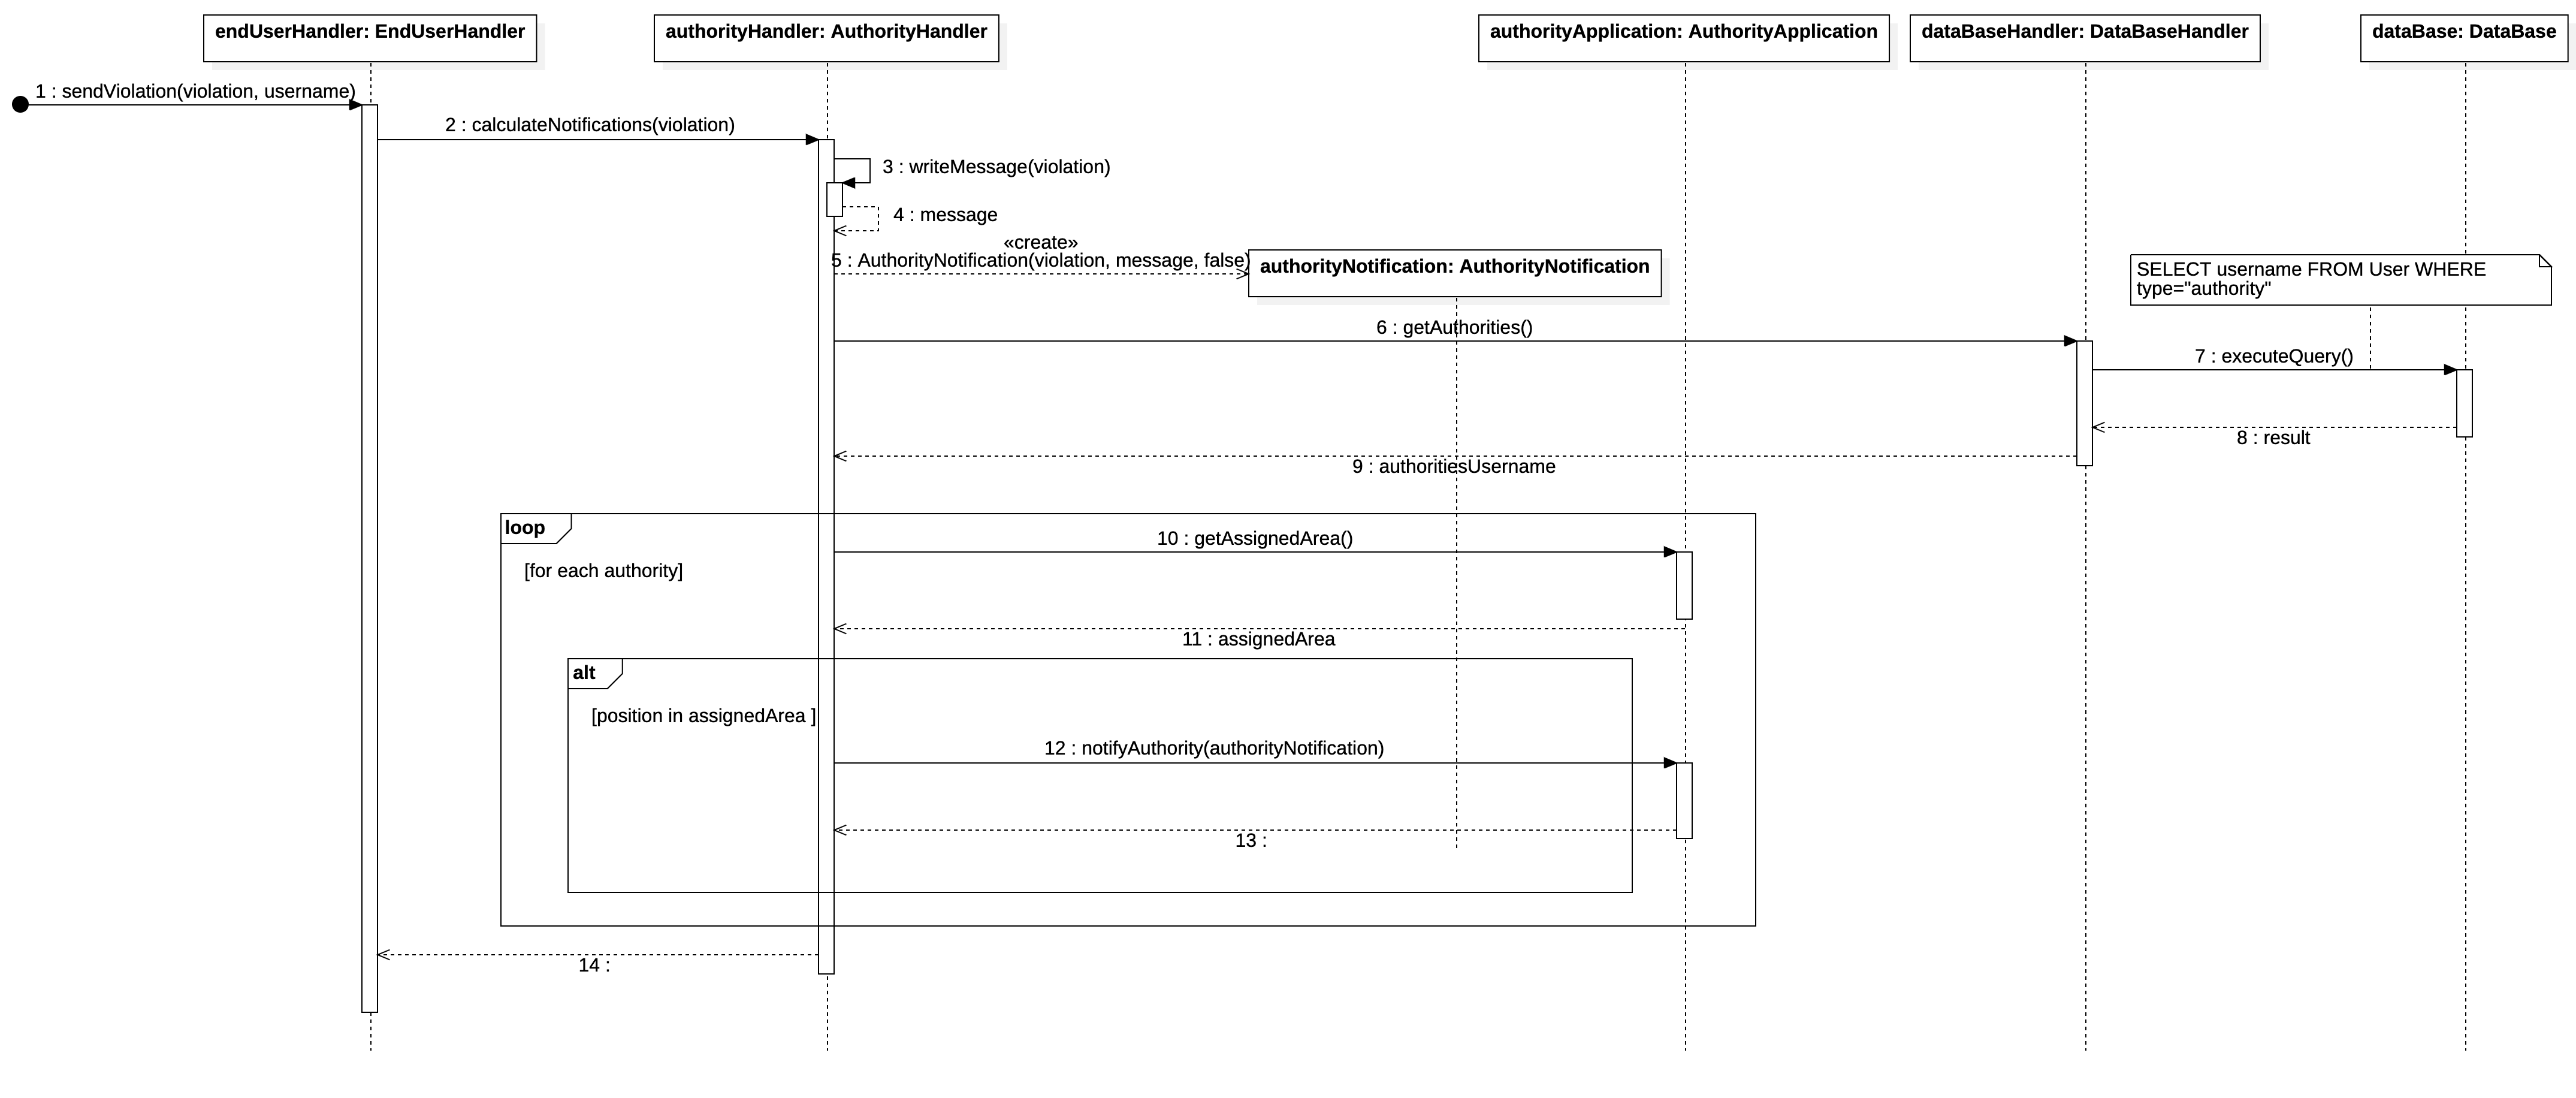 endUserHandler: EndUserHandler
authorityHandler: AuthorityHandler
authorityApplication: AuthorityApplication
dataBaseHandler: DataBaseHandler
dataBase: DataBase
1 : sendViolation(violation, username)
2 : calculateNotifications(violation)
3 : writeMessage(violation)
4 : message
«create»
5 : AuthorityNotification(violation, message, false)
authorityNotification: AuthorityNotification
SELECT username FROM User WHERE
type="authority"
6 : getAuthorities()
7 : executeQuery()
8 : result
9 : authoritiesUsername
loop
10 : getAssignedArea()
[for each authority]
11 : assignedArea
alt
[position in assignedArea ]
12 : notifyAuthority(authorityNotification)
13 :
14 :